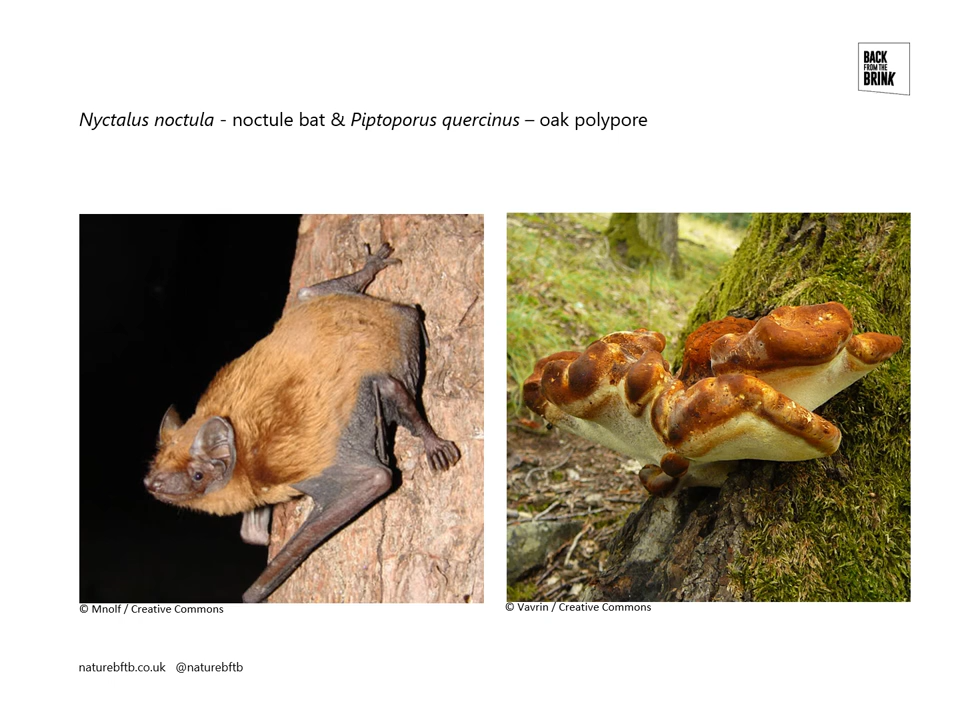 BACK
FROM THE
BRINK
Nyctalus noctula - noctule bat & Piptoporus quercinus – oak polypore
© Mnolf / Creative Commons
© Vavrin / Creative Commons
naturebftb.co.uk @naturebftb